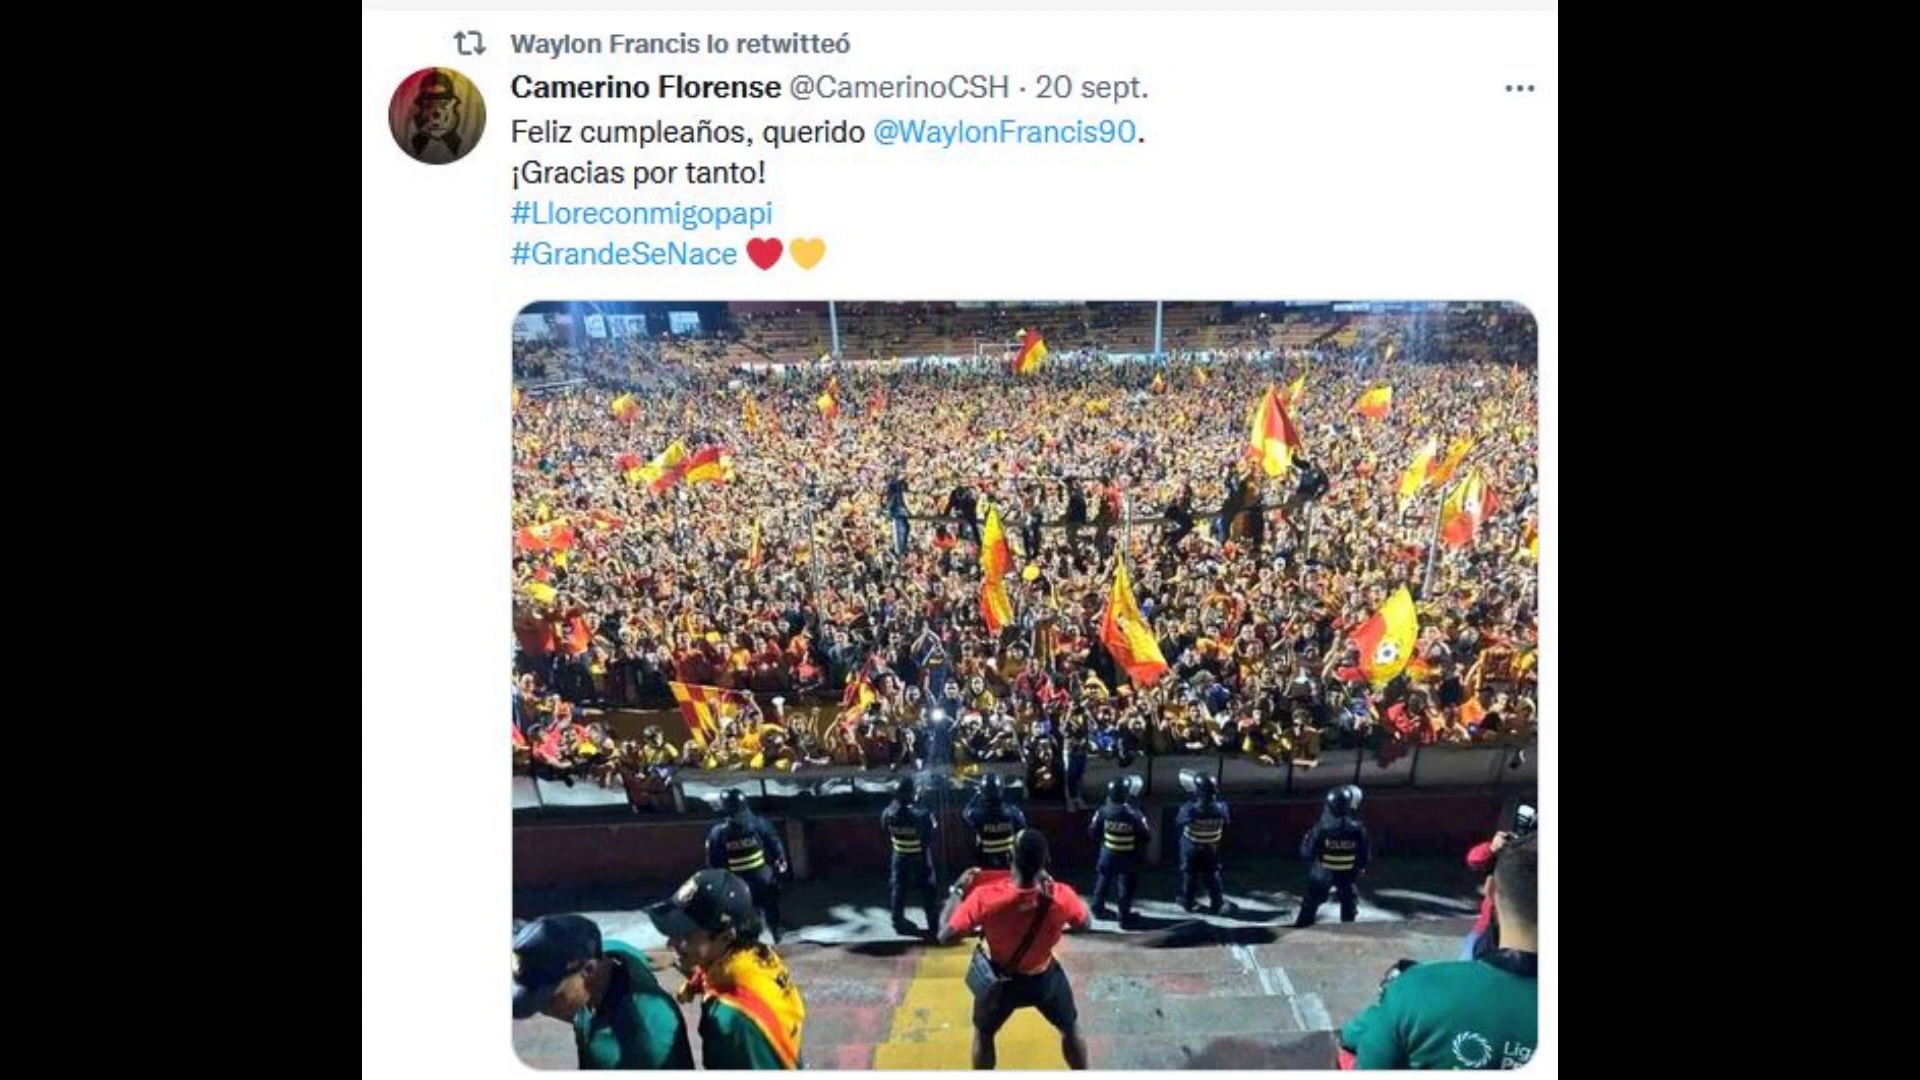 Waylon Francis lo retwitteó
Camerino Florense @CamerinoCSH · 20 sept.
Feliz cumpleaños, querido @WaylonFrancis90.
¡Gracias por tanto!
#Lloreconmigopapi
#GrandeSeNace
POLICIA
POLICIA
POLICIA
POLICIA
POLICIA